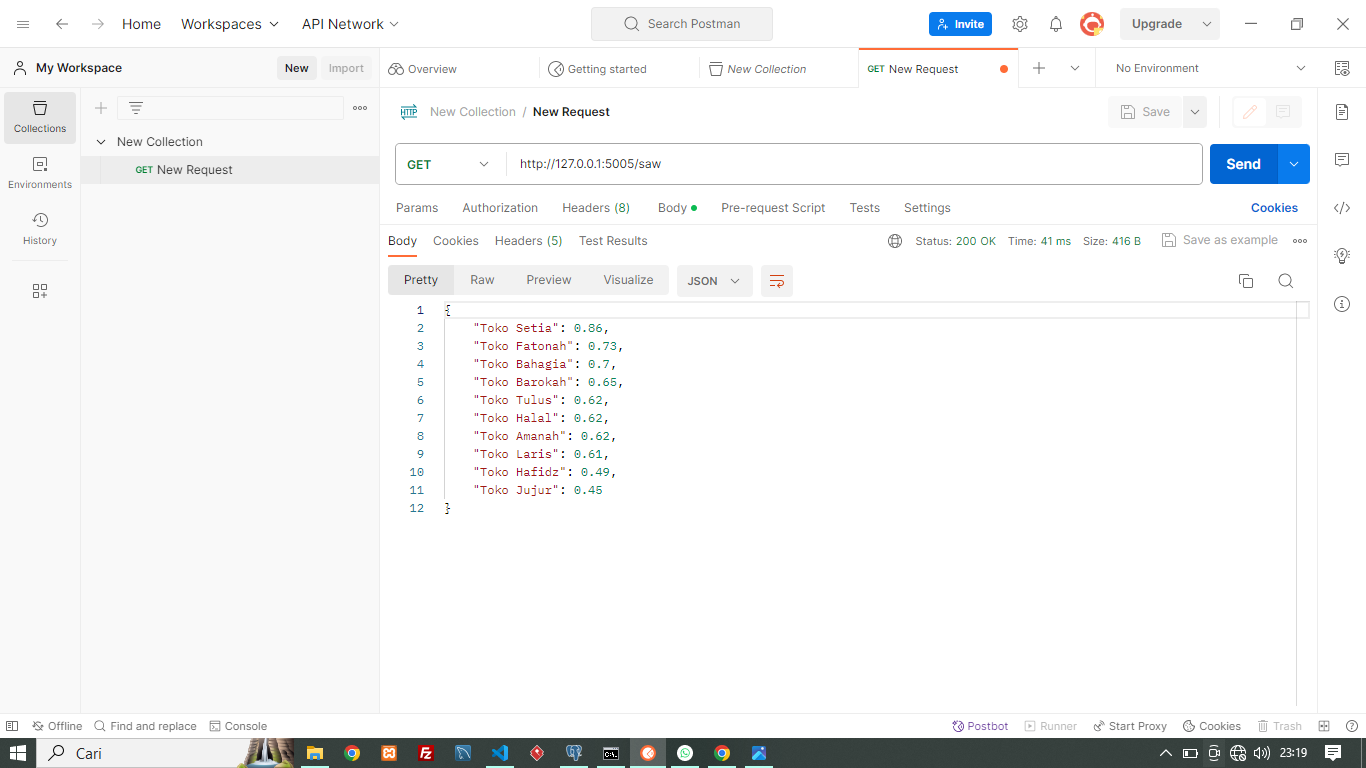 Home Workspaces API Network Search Postman Invite Upgrade
My Workspace New Import Overview Getting started New Collection GET New Request No Environment
Collections
Environments
History
New Collection
GET New Request
HTTP New Collection / New Request Save
GET http://127.0.0.1:5005/saw Send
Params Authorization Headers (8) Body Pre-request Script Tests Settings Cookies
Body Cookies Headers (5) Test Results Status: 200 OK Time: 41 ms Size: 416 B Save as example
Pretty Raw Preview Visualize JSON
1 {
2 "Toko Setia": 0.86,
3 "Toko Fatonah": 0.73,
4 "Toko Bahagia": 0.7,
5 "Toko Barokah": 0.65,
6 "Toko Tulus": 0.62,
7 "Toko Halal": 0.62,
8 "Toko Amanah": 0.62,
9 "Toko Laris": 0.61,
10 "Toko Hafidz": 0.49,
11 "Toko Jujur": 0.45
12 }
Offline Find and replace Console Postbot Runner Start Proxy Cookies Trash
Cari 23:19